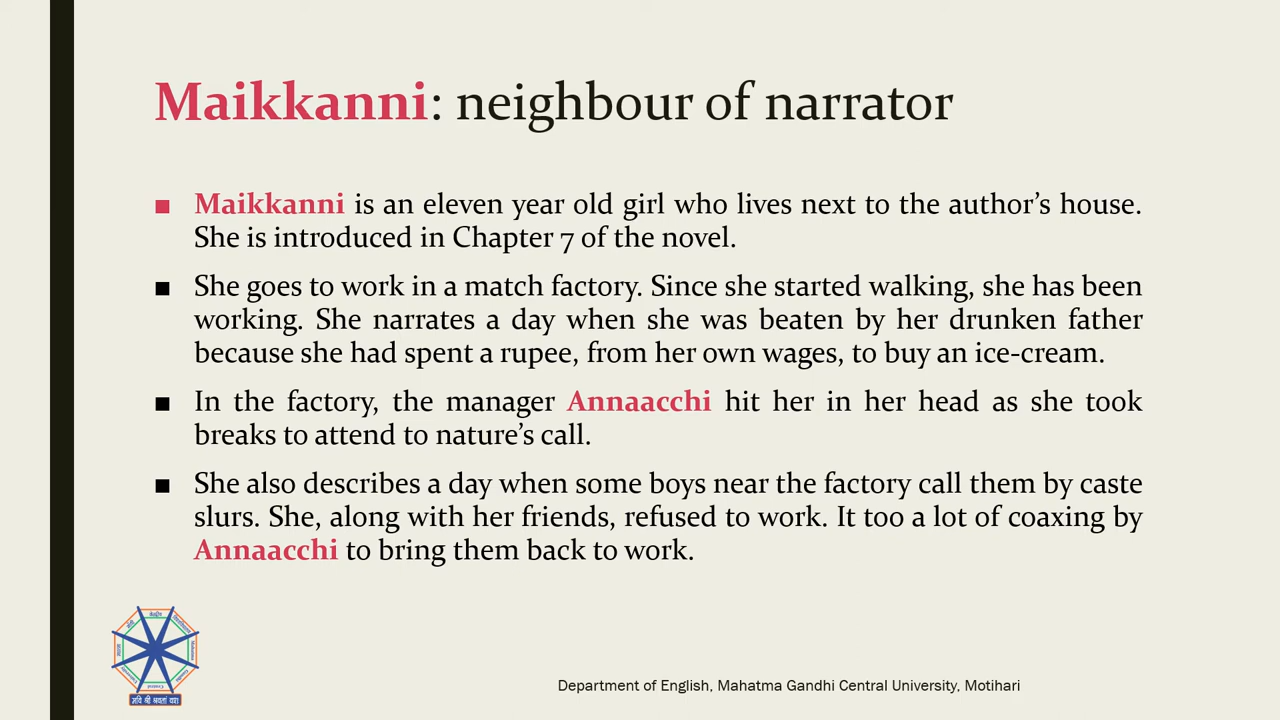 Maikkanni: neighbour of narrator
■ Maikkanni is an eleven year old girl who lives next to the author’s house.
She is introduced in Chapter 7 of the novel.
■ She goes to work in a match factory. Since she started walking, she has been
working. She narrates a day when she was beaten by her drunken father
because she had spent a rupee, from her own wages, to buy an ice-cream.
■ In the factory, the manager Annaacchi hit her in her head as she took
breaks to attend to nature’s call.
■ She also describes a day when some boys near the factory call them by caste
slurs. She, along with her friends, refused to work. It too a lot of coaxing by
Annaacchi to bring them back to work.
Department of English, Mahatma Gandhi Central University, Motihari